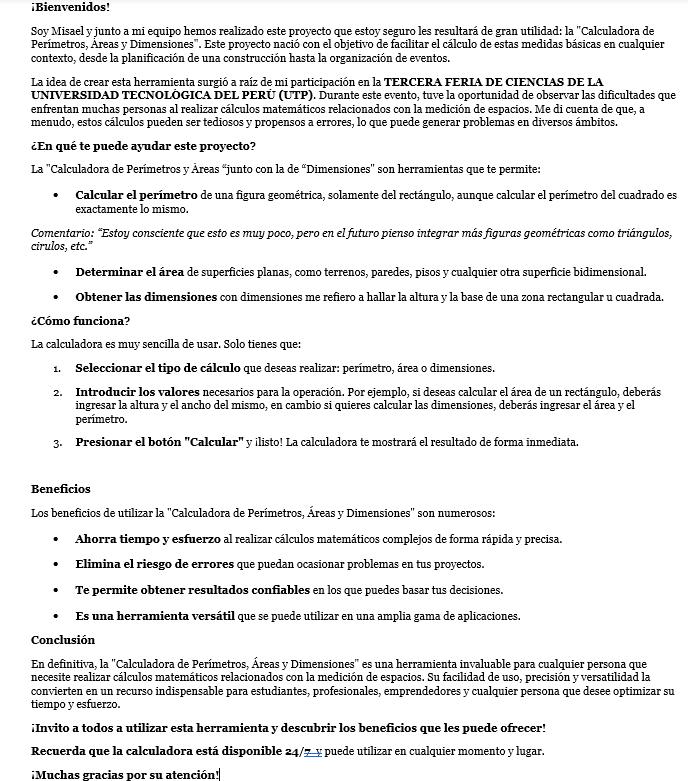 ¡Bienvenidos!
Soy Misael y junto a mi equipo hemos realizado este proyecto que estoy seguro les resultará de gran utilidad: la "Calculadora de
Perímetros, Áreas y Dimensiones". Este proyecto nació con el objetivo de facilitar el cálculo de estas medidas básicas en cualquier
contexto, desde la planificación de una construcción hasta la organización de eventos.
La idea de crear esta herramienta surgió a raíz de mi participación en la TERCERA FERIA DE CIENCIAS DE LA
UNIVERSIDAD TECNOLÓGICA DEL PERÚ (UTP). Durante este evento, tuve la oportunidad de observar las dificultades que
enfrentan muchas personas al realizar cálculos matemáticos relacionados con la medición de espacios. Me di cuenta de que, a
menudo, estos cálculos pueden ser tediosos y propensos a errores, lo que puede generar problemas en diversos ámbitos.
¿En qué te puede ayudar este proyecto?
La "Calculadora de Perímetros y Áreas “junto con la de “Dimensiones” son herramientas que te permite:
• Calcular el perímetro de una figura geométrica, solamente del rectángulo, aunque calcular el perímetro del cuadrado es
exactamente lo mismo.
Comentario: “Estoy consciente que esto es muy poco, pero en el futuro pienso integrar más figuras geométricas como triángulos,
cirulos, etc.”
• Determinar el área de superficies planas, como terrenos, paredes, pisos y cualquier otra superficie bidimensional.
• Obtener las dimensiones con dimensiones me refiero a hallar la altura y la base de una zona rectangular u cuadrada.
¿Cómo funciona?
La calculadora es muy sencilla de usar. Solo tienes que:
1. Seleccionar el tipo de cálculo que deseas realizar: perímetro, área o dimensiones.
2. Introducir los valores necesarios para la operación. Por ejemplo, si deseas calcular el área de un rectángulo, deberás
ingresar la altura y el ancho del mismo, en cambio si quieres calcular las dimensiones, deberás ingresar el área y el
perímetro.
3. Presionar el botón "Calcular" y ¡listo! La calculadora te mostrará el resultado de forma inmediata.
Beneficios
Los beneficios de utilizar la "Calculadora de Perímetros, Áreas y Dimensiones" son numerosos:
• Ahorra tiempo y esfuerzo al realizar cálculos matemáticos complejos de forma rápida y precisa.
• Elimina el riesgo de errores que puedan ocasionar problemas en tus proyectos.
• Te permite obtener resultados confiables en los que puedes basar tus decisiones.
• Es una herramienta versátil que se puede utilizar en una amplia gama de aplicaciones.
Conclusión
En definitiva, la "Calculadora de Perímetros, Áreas y Dimensiones" es una herramienta invaluable para cualquier persona que
necesite realizar cálculos matemáticos relacionados con la medición de espacios. Su facilidad de uso, precisión y versatilidad la
convierten en un recurso indispensable para estudiantes, profesionales, emprendedores y cualquier persona que desee optimizar su
tiempo y esfuerzo.
¡Invito a todos a utilizar esta herramienta y descubrir los beneficios que les puede ofrecer!
Recuerda que la calculadora está disponible 24/7 y puede utilizar en cualquier momento y lugar.
¡Muchas gracias por su atención!